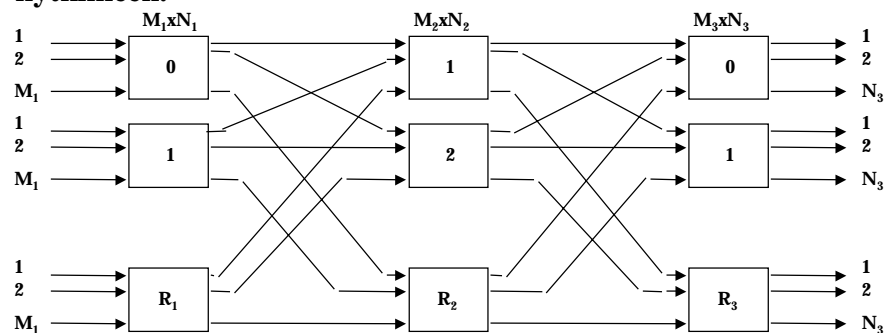 M₁xN₁ M₂xN₂ M₃xN₃
1 1
2 0 1 0 2
M₁ N₃
1 1
2 1 2 1 2
M₁ N₃
1 1
2 R₁ R₂ R₃ 2
M₁ N₃